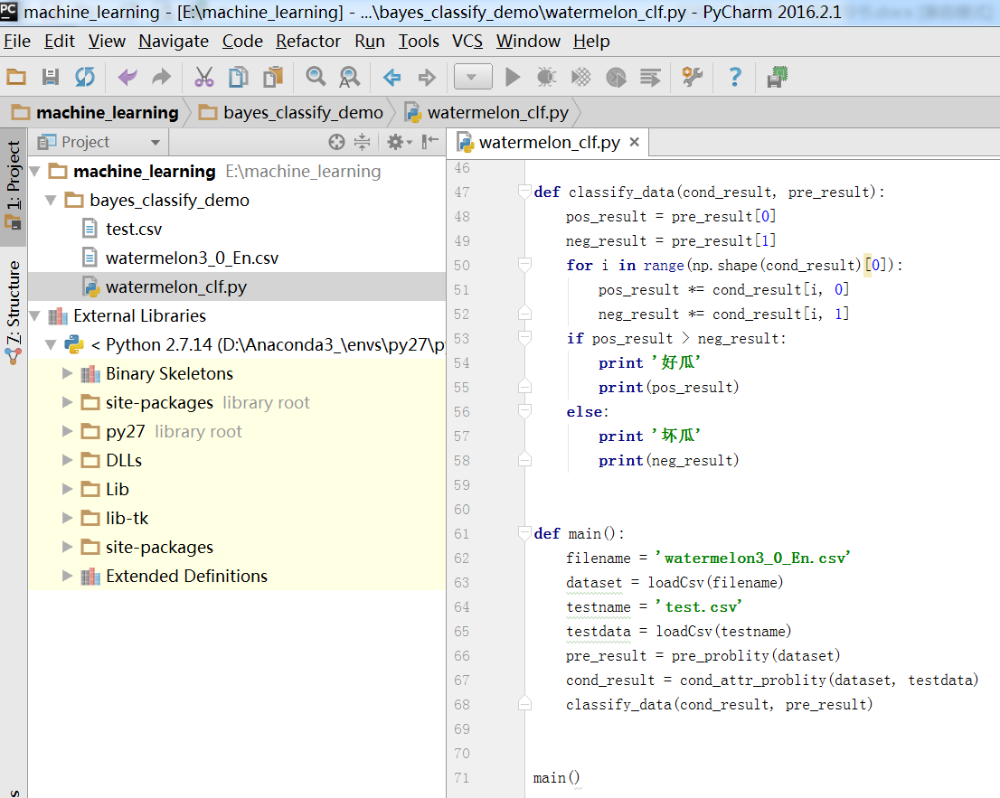 PC machine_learning - [E:\machine_learning] - ...\bayes_classify_demo\watermelon_clf.py - PyCharm 2016.2.1
File Edit View Navigate Code Refactor Run Tools VCS Window Help
machine_learning bayes_classify_demo watermelon_clf.py
1: Project
7: Structure
Project
machine_learning E:\machine_learning
bayes_classify_demo
test.csv
watermelon3_0_En.csv
watermelon_clf.py
External Libraries
< Python 2.7.14 (D:\Anaconda3_\envs\py27\py
Binary Skeletons
site-packages library root
py27 library root
DLLs
Lib
lib-tk
site-packages
Extended Definitions
watermelon_clf.py
46
47 def classify_data(cond_result, pre_result):
48 pos_result = pre_result[0]
49 neg_result = pre_result[1]
50 for i in range(np.shape(cond_result)[0]):
51 pos_result *= cond_result[i, 0]
52 neg_result *= cond_result[i, 1]
53 if pos_result > neg_result:
54 print '好瓜'
55 print(pos_result)
56 else:
57 print '坏瓜'
58 print(neg_result)
59
60
61 def main():
62 filename = 'watermelon3_0_En.csv'
63 dataset = loadCsv(filename)
64 testname = 'test.csv'
65 testdata = loadCsv(testname)
66 pre_result = pre_problity(dataset)
67 cond_result = cond_attr_problity(dataset, testdata)
68 classify_data(cond_result, pre_result)
69
70
71 main()